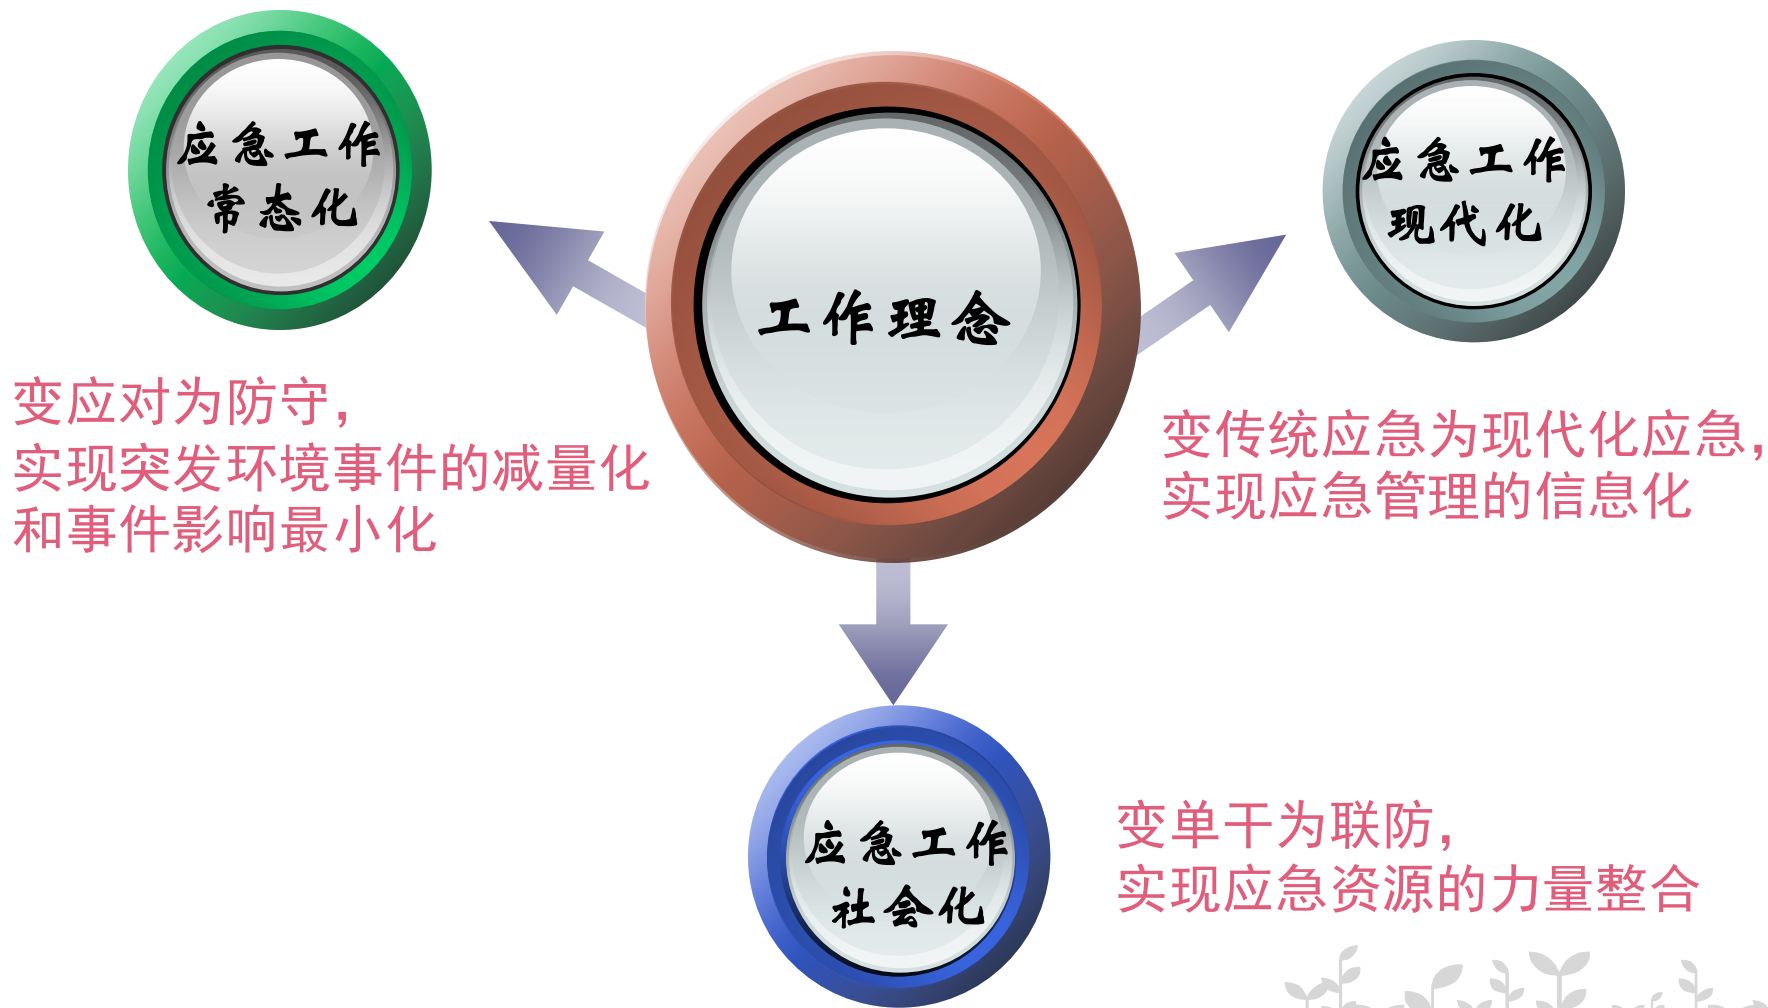 应急工作
常态化
变应对为防守，
实现突发环境事件的减量化
和事件影响最小化
工作理念
应急工作
现代化
变传统应急为现代化应急，
实现应急管理的信息化
应急工作
社会化
变单干为联防，
实现应急资源的力量整合